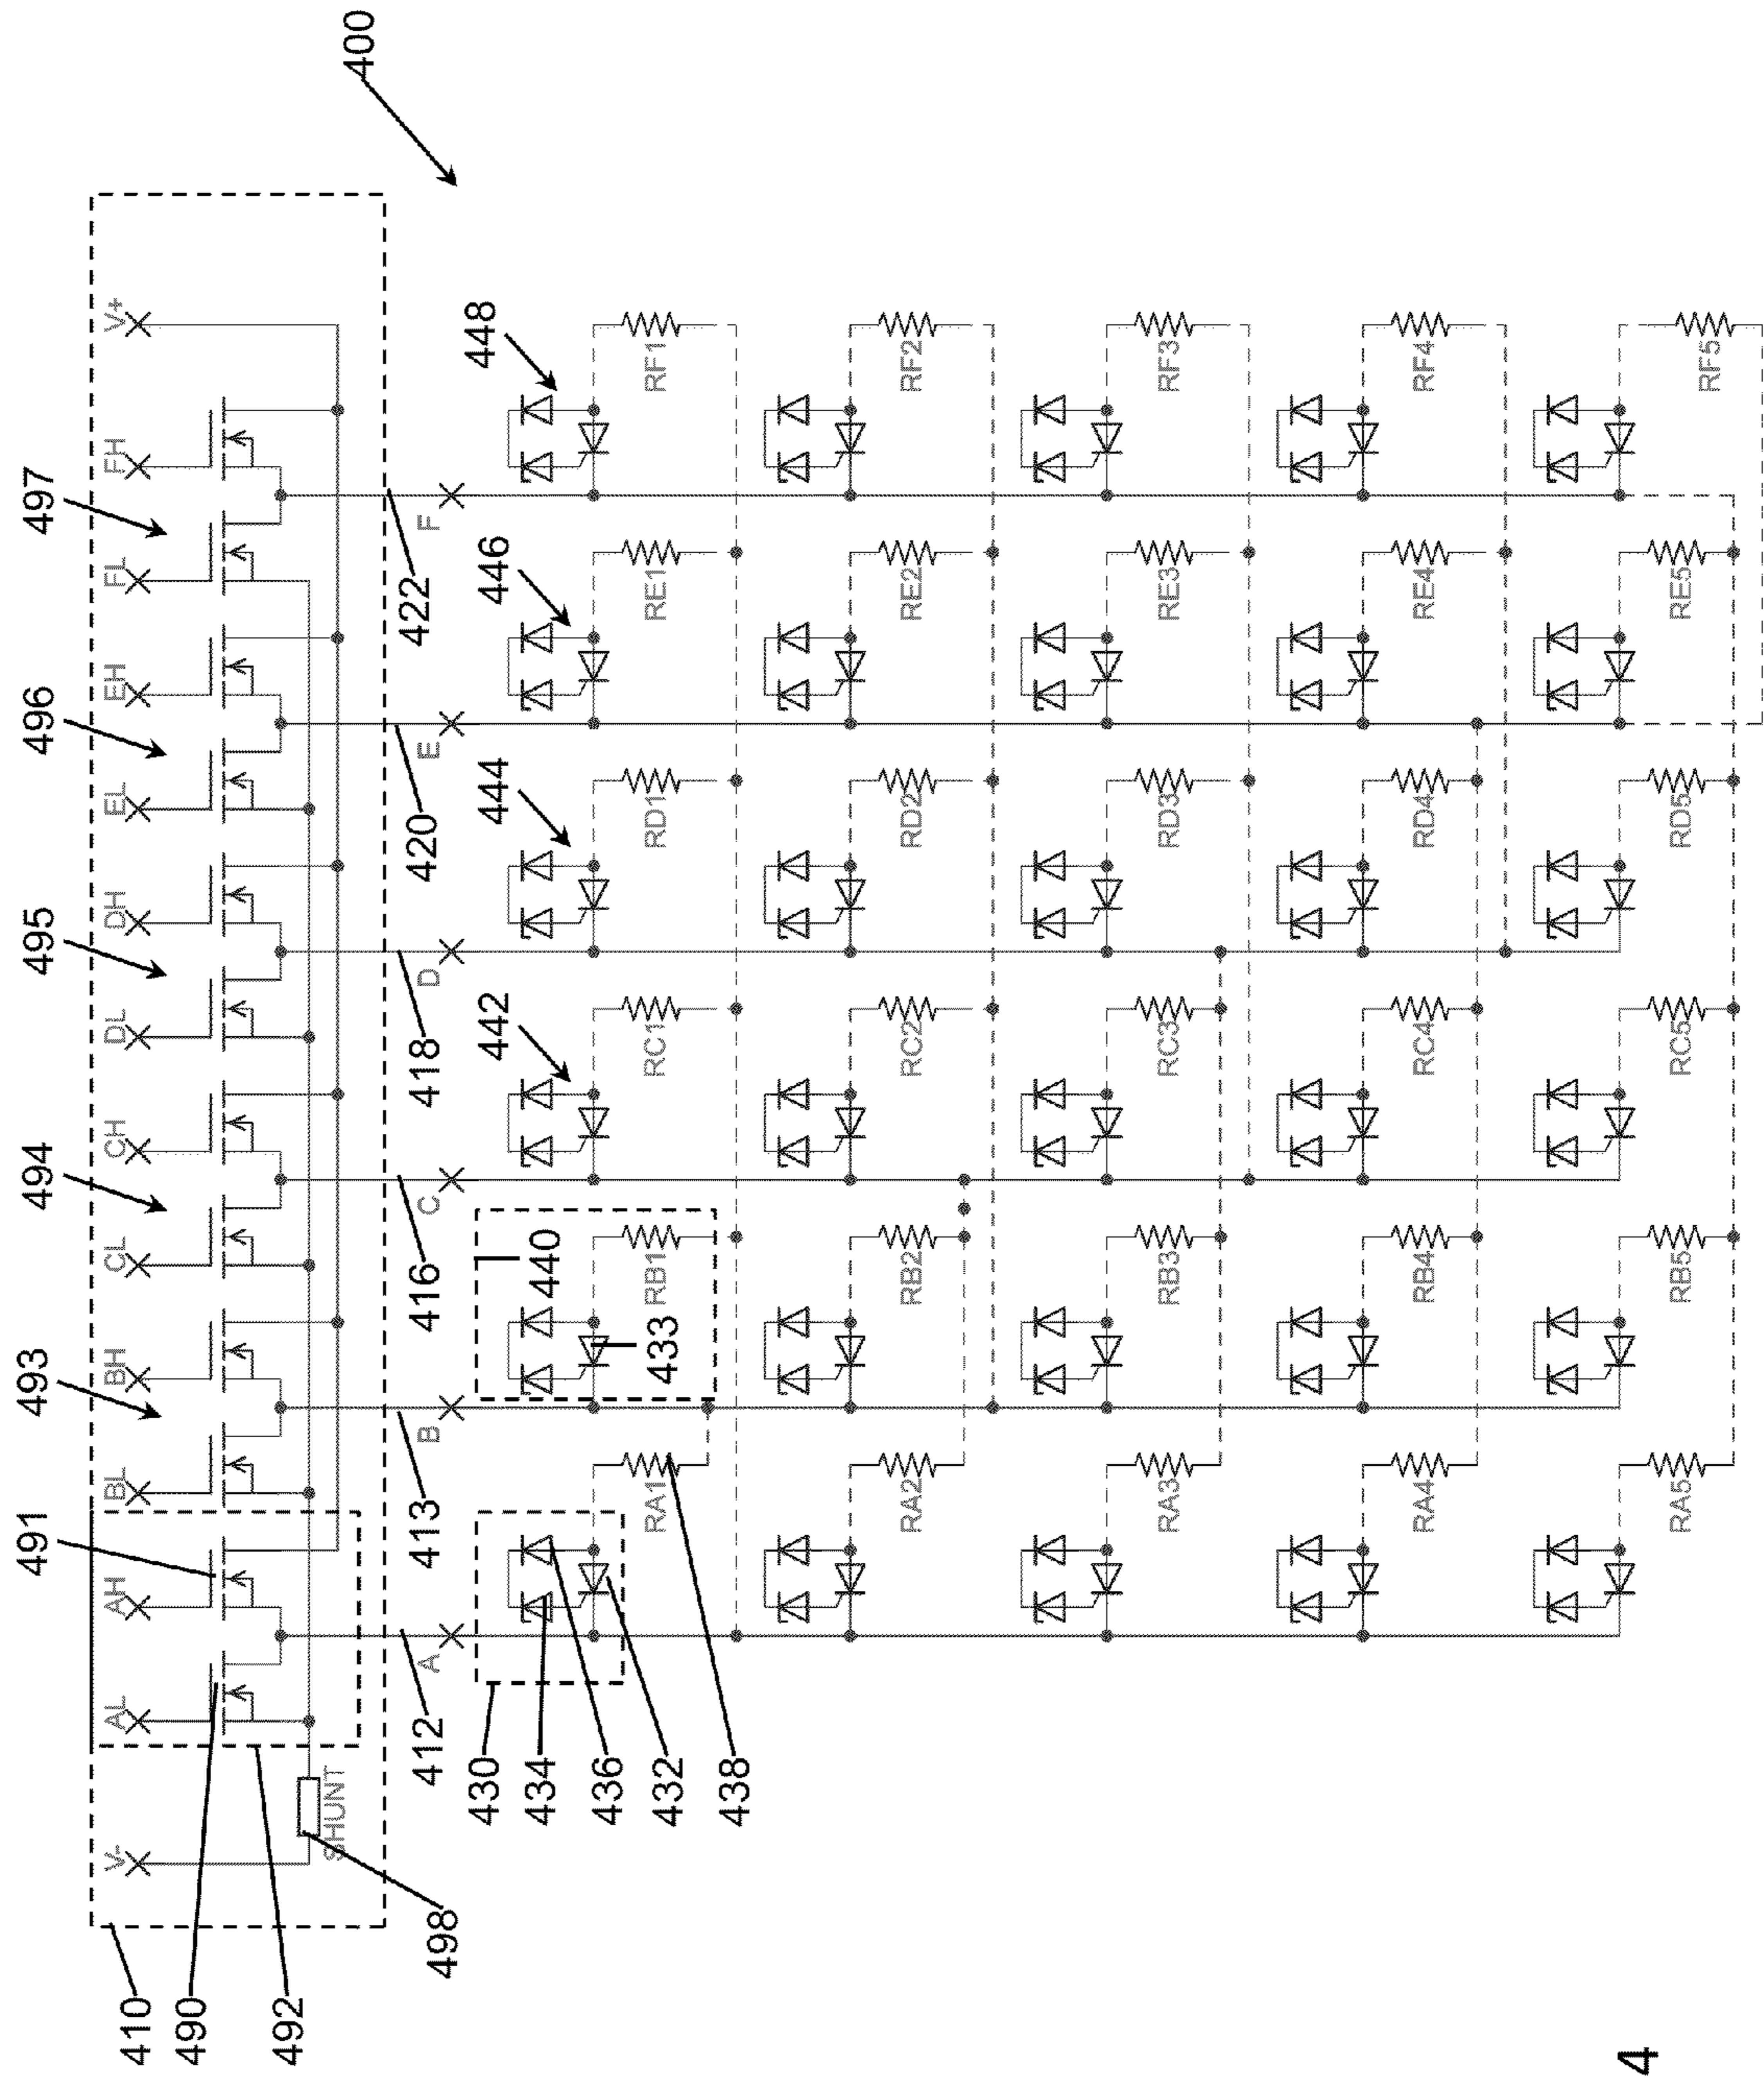 400
497
496
495
494
493
491
V+
FH
FL
EH
EL
DH
DL
CH
CL
BH
BL
AH
AL
V-
SHUNT
410
490
492
498
422
420
418
416
413
412
F
E
D
C
B
A
448
446
444
442
440
433
430
434
436
432
438
RF1
RE1
RD1
RC1
RB1
RA1
RF2
RE2
RD2
RC2
RB2
RA2
RF3
RE3
RD3
RC3
RB3
RA3
RF4
RE4
RD4
RC4
RB4
RA4
RF5
RE5
RD5
RC5
RB5
RA5
4